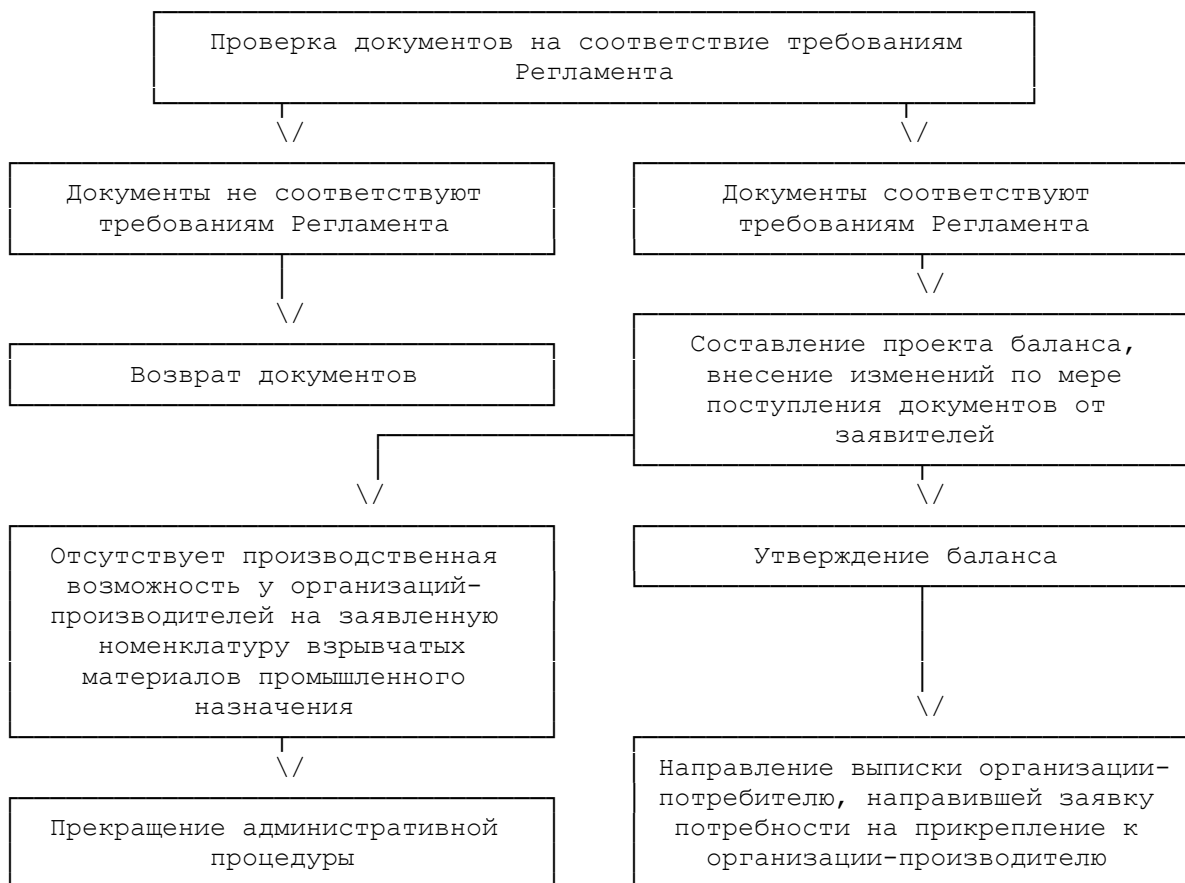 Проверка документов на соответствие требованиям
Регламента
Документы не соответствуют
требованиям Регламента
Документы соответствуют
требованиям Регламента
Возврат документов
Составление проекта баланса,
внесение изменений по мере
поступления документов от
заявителей
Отсутствует производственная
возможность у организаций-
производителей на заявленную
номенклатуру взрывчатых
материалов промышленного
назначения
Утверждение баланса
Прекращение административной
процедуры
Направление выписки организации-
потребителю, направившей заявку
потребности на прикрепление к
организации-производителю